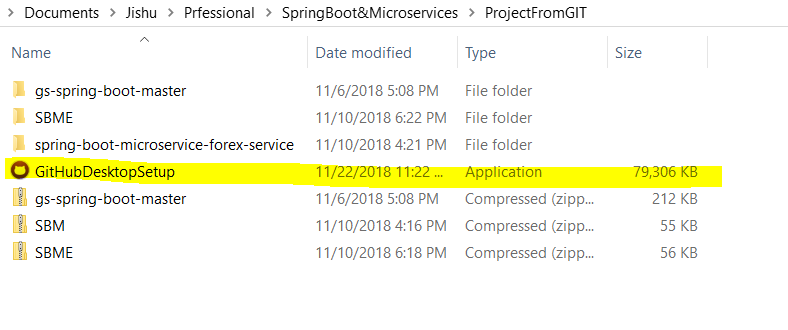 Documents > Jishu > Prfessional > SpringBoot&Microservices > ProjectFromGIT
Name Date modified Type Size
gs-spring-boot-master 11/6/2018 5:08 PM File folder
SBME 11/10/2018 6:22 PM File folder
spring-boot-microservice-forex-service 11/10/2018 4:21 PM File folder
GitHubDesktopSetup 11/22/2018 11:22 ... Application 79,306 KB
gs-spring-boot-master 11/6/2018 5:08 PM Compressed (zipp... 212 KB
SBM 11/10/2018 4:16 PM Compressed (zipp... 55 KB
SBME 11/10/2018 6:18 PM Compressed (zipp... 56 KB